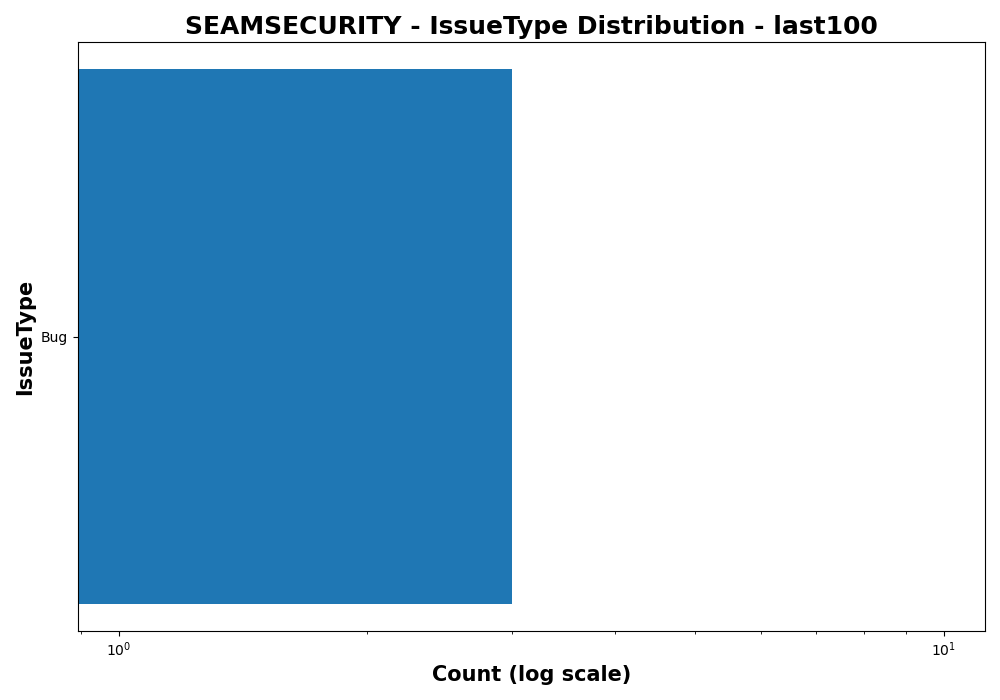 SEAMSECURITY - IssueType Distribution - last100
IssueType
Bug
10⁰
10¹
Count (log scale)